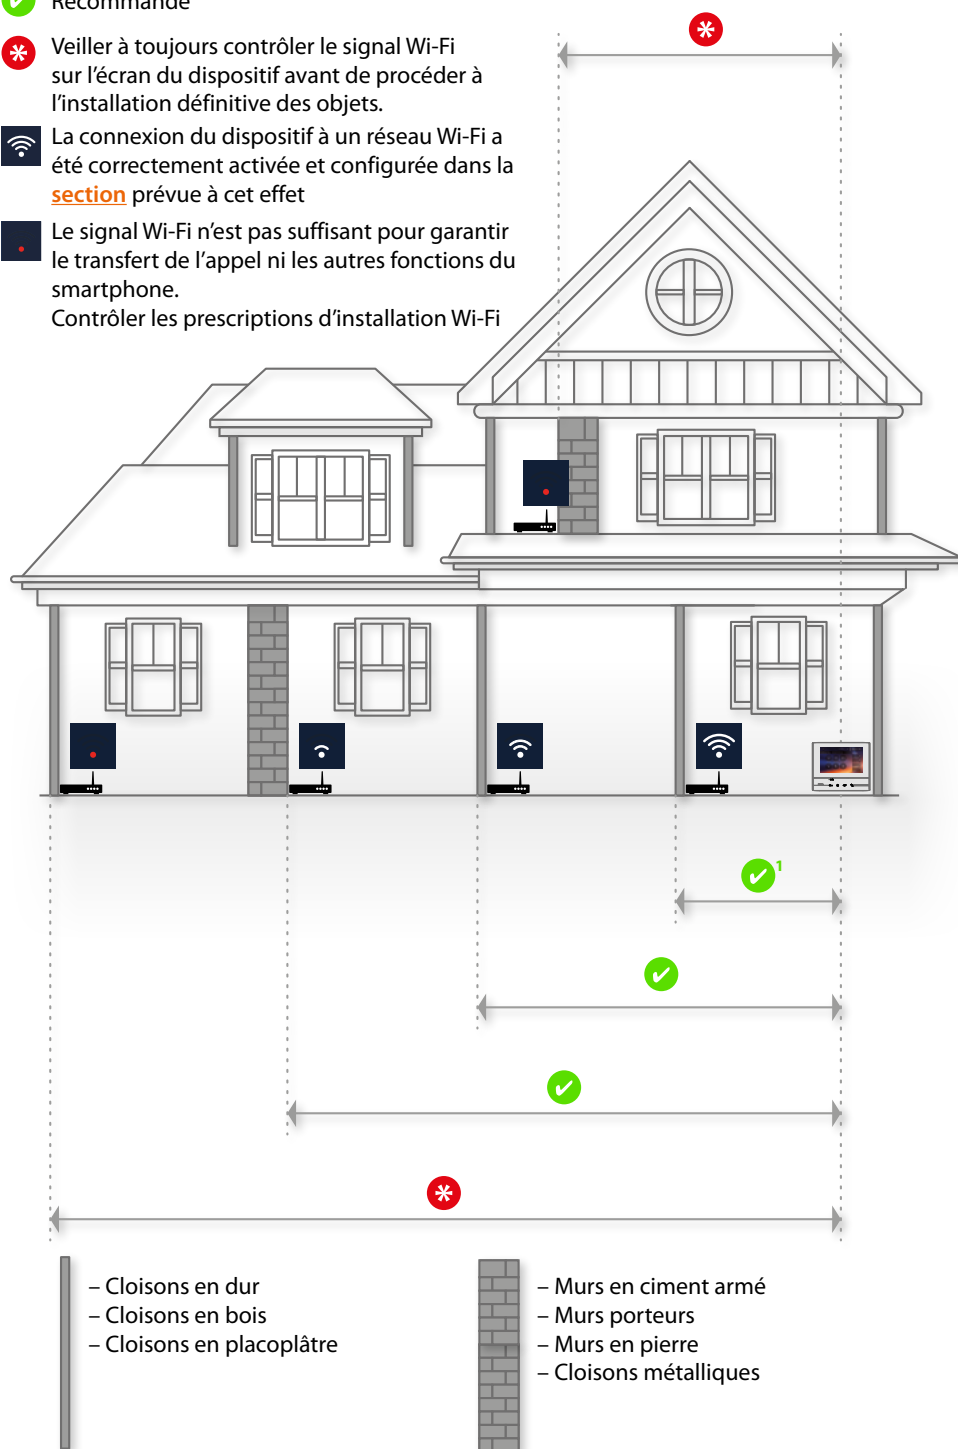 Recommandé
Veiller à toujours contrôler le signal Wi-Fi
sur l’écran du dispositif avant de procéder à
l’installation définitive des objets.
La connexion du dispositif à un réseau Wi-Fi a
été correctement activée et configurée dans la
section prévue à cet effet
Le signal Wi-Fi n’est pas suffisant pour garantir
le transfert de l’appel ni les autres fonctions du
smartphone.
Contrôler les prescriptions d’installation Wi-Fi
1
– Cloisons en dur
– Cloisons en bois
– Cloisons en placoplâtre
– Murs en ciment armé
– Murs porteurs
– Murs en pierre
– Cloisons métalliques